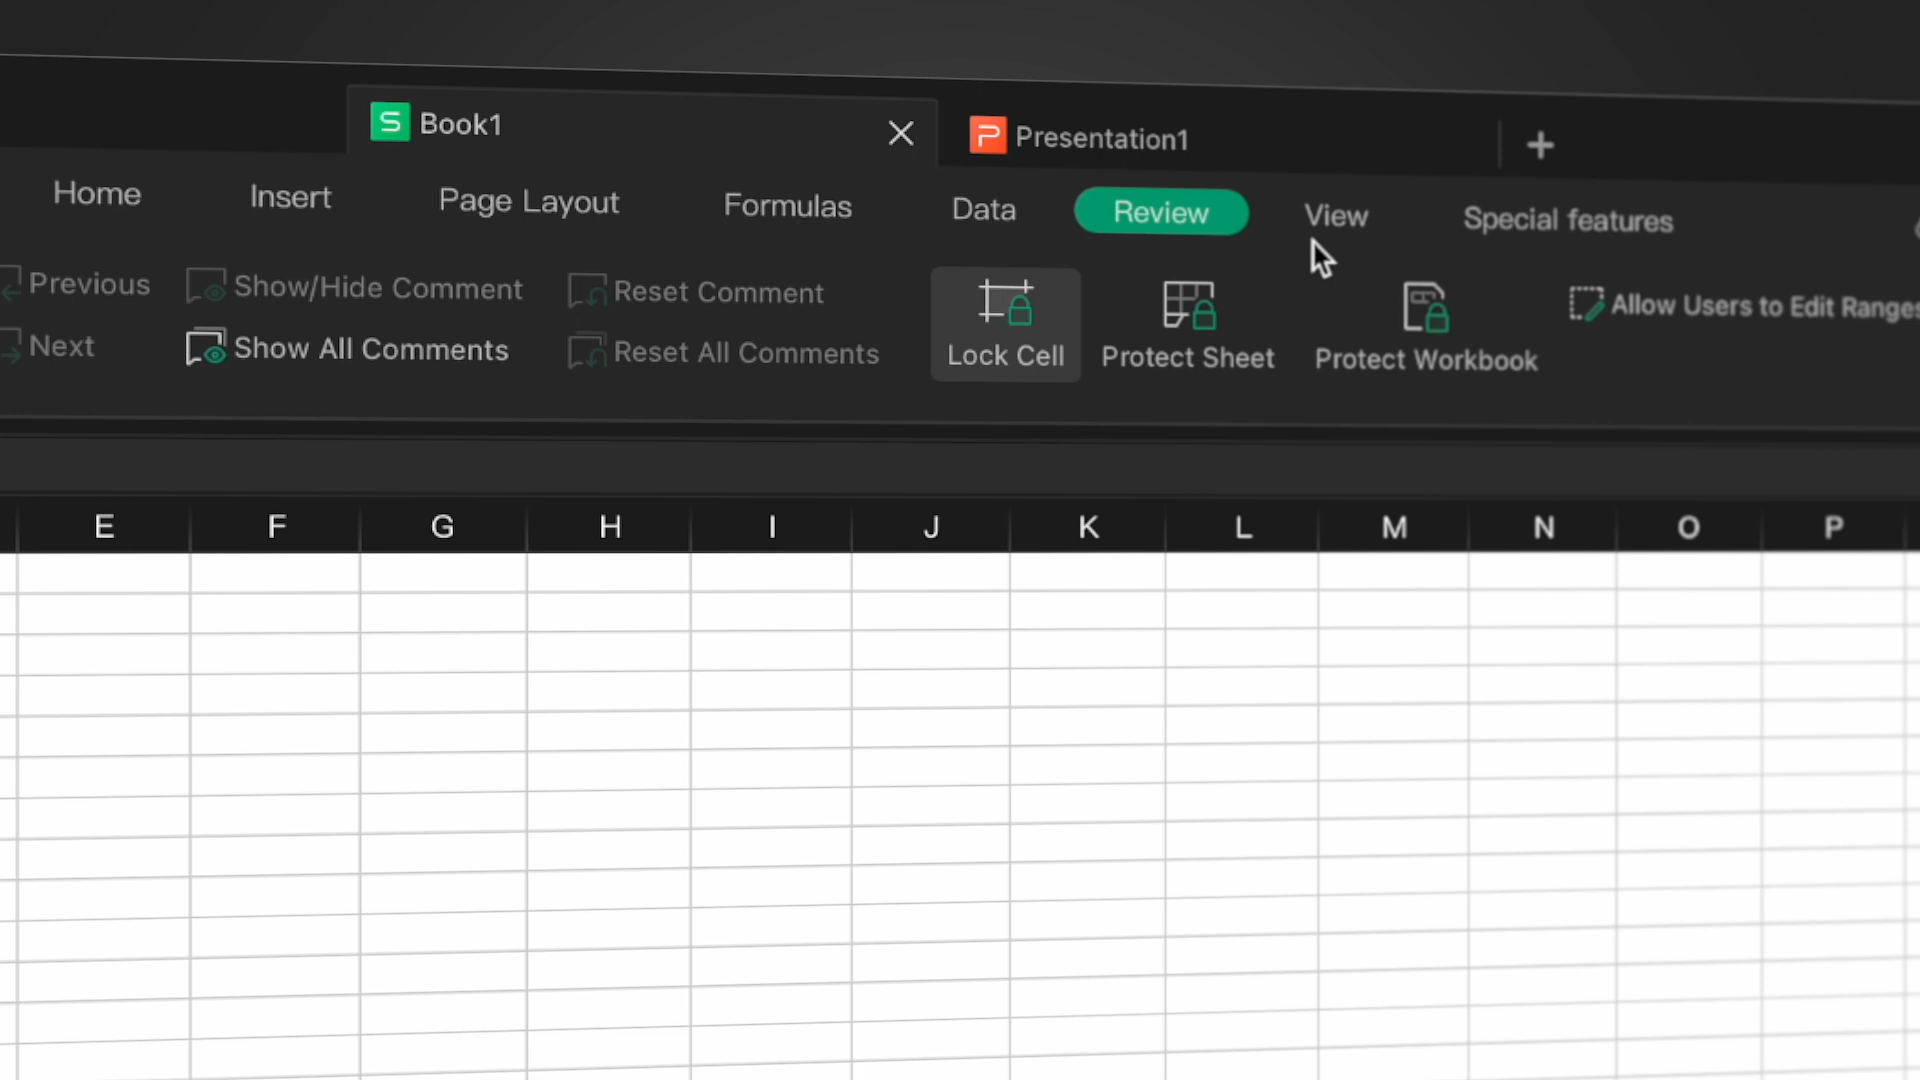 Book1
Presentation1
Home Insert Page Layout Formulas Data Review View Special features
Previous Show/Hide Comment Reset Comment
Next Show All Comments Reset All Comments
Lock Cell Protect Sheet Protect Workbook
Allow Users to Edit Ranges
E F G H I J K L M N O P